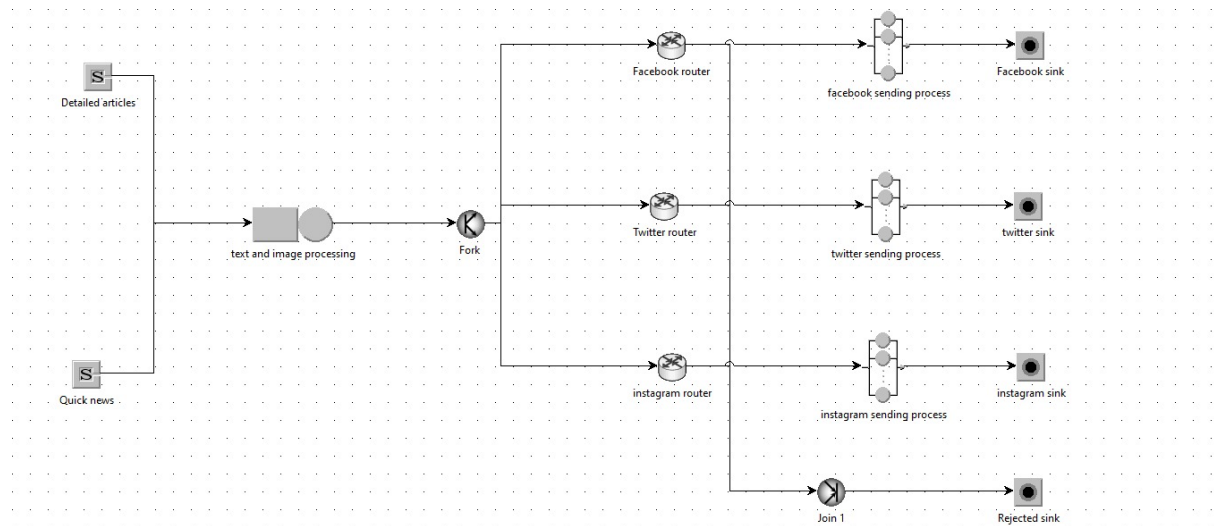 S
Detailed articles
text and image processing
S
Quick news
Fork
Facebook router
facebook sending process
Facebook sink
Twitter router
twitter sending process
twitter sink
instagram router
instagram sending process
instagram sink
Join 1
Rejected sink